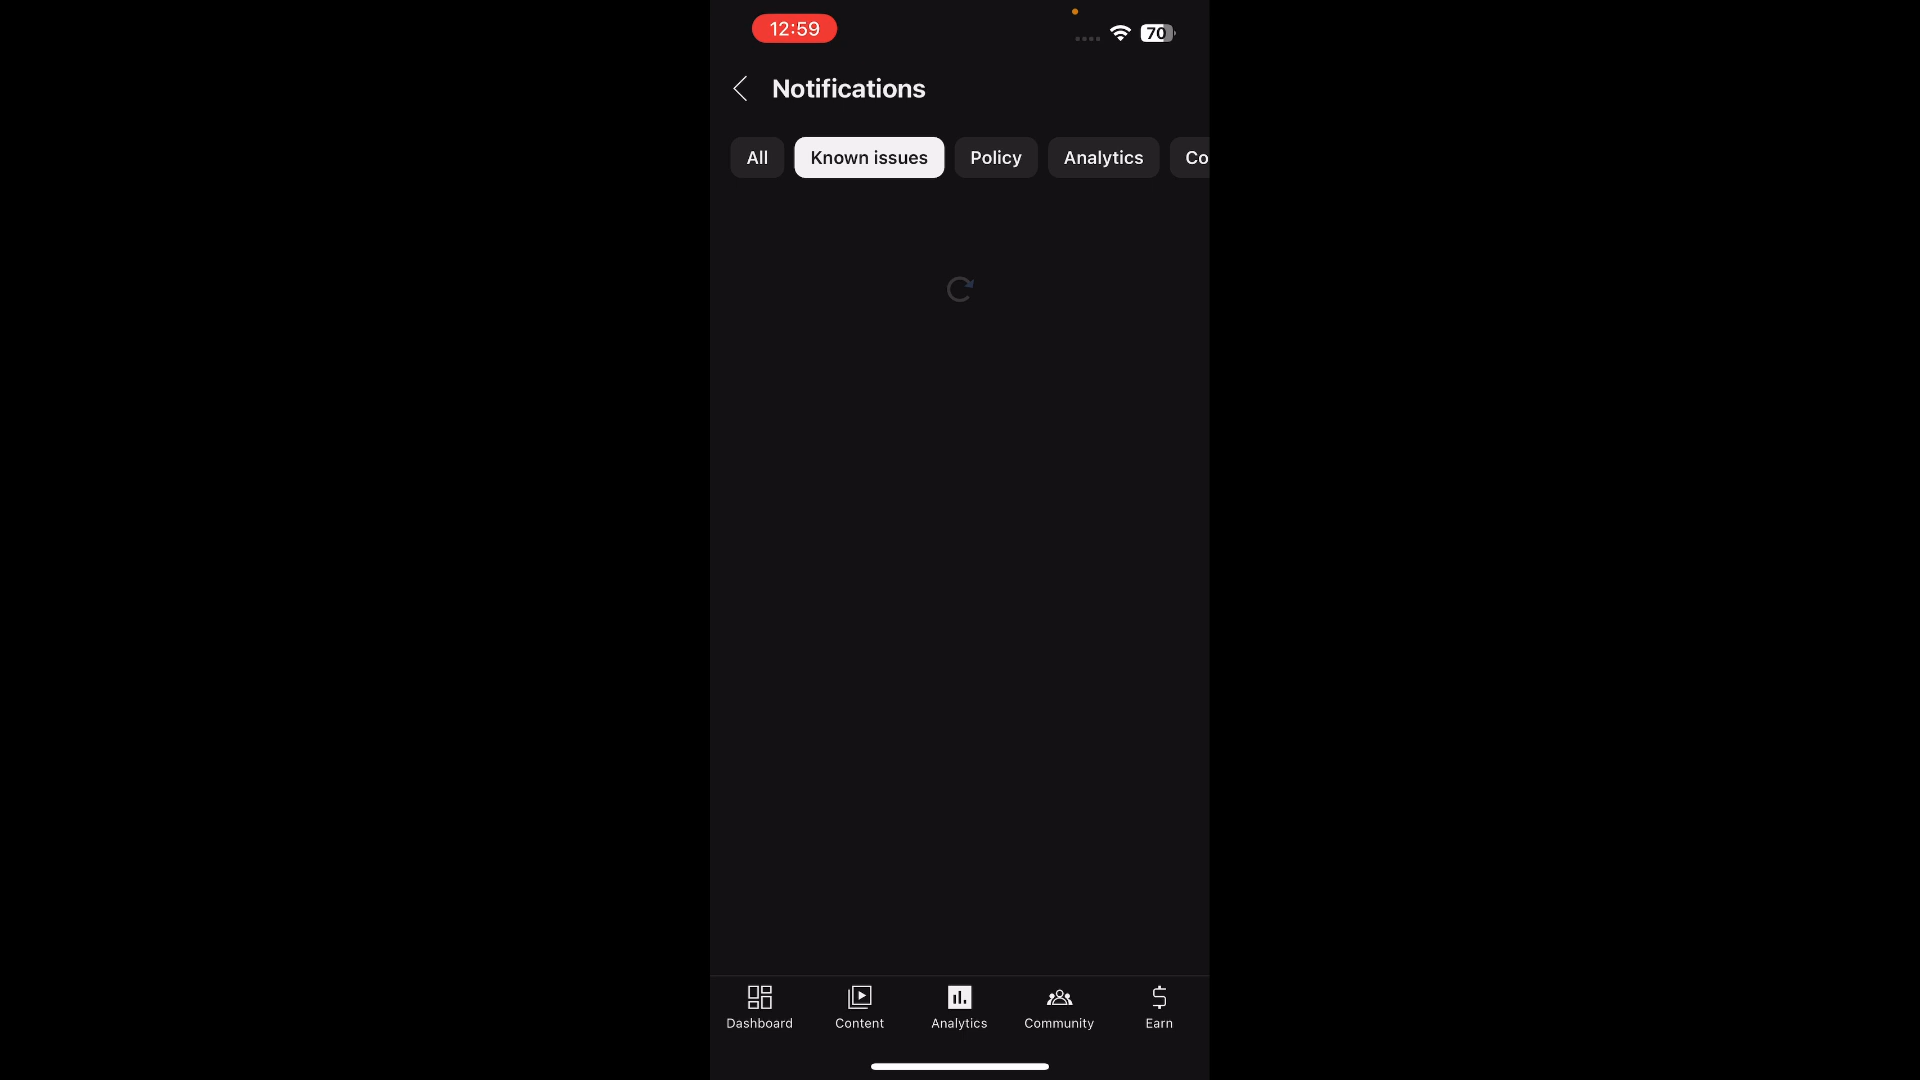 12:59
70
Notifications
All
Known issues
Policy
Analytics
Co
Dashboard
Content
Analytics
Community
Earn